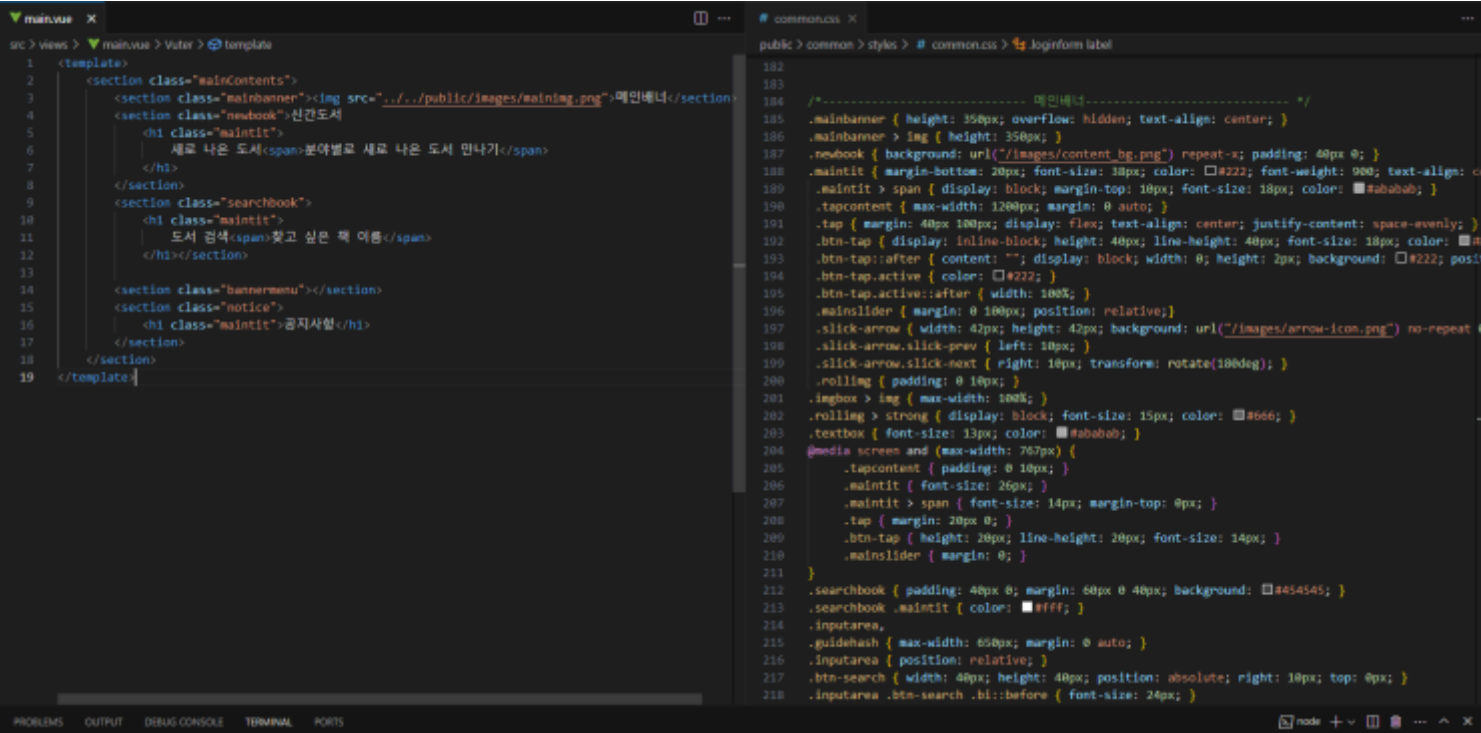 main.vue
src > views > main.vue > Vuter > template
1 <template>
2 <section class="mainContents">
3 <section class="mainbanner"><img src="../../public/images/mainimg.png">메인배너</section>
4 <section class="newbook">신간도서
5 <h1 class="maintit">
6 새로 나온 도서<span>분야별로 새로 나온 도서 만나기</span>
7 </h1>
8 </section>
9 <section class="searchbook">
10 <h1 class="maintit">
11 도서 검색<span>찾고 싶은 책 이름</span>
12 </h1></section>
13
14 <section class="bannermenu"></section>
15 <section class="notice">
16 <h1 class="maintit">공지사항</h1>
17 </section>
18 </section>
19 </template>
common.css
public > common > styles > # common.css > .loginform label
182
183
184 /*---------------------------- 메인배너---------------------------- */
185 .mainbanner { height: 350px; overflow: hidden; text-align: center; }
186 .mainbanner > img { height: 350px; }
187 .newbook { background: url("/images/content_bg.png") repeat-x; padding: 40px 0; }
188 .maintit { margin-bottom: 20px; font-size: 38px; color: #222; font-weight: 900; text-align: c
189 .maintit > span { display: block; margin-top: 10px; font-size: 18px; color: #ababab; }
190 .tapcontent { max-width: 1200px; margin: 0 auto; }
191 .tap { margin: 40px 100px; display: flex; text-align: center; justify-content: space-evenly; }
192 .btn-tap { display: inline-block; height: 40px; line-height: 40px; font-size: 18px; color: #
193 .btn-tap::after { content: ""; display: block; width: 0; height: 2px; background: #222; posi
194 .btn-tap.active { color: #222; }
195 .btn-tap.active::after { width: 100%; }
196 .mainslider { margin: 0 100px; position: relative;}
197 .slick-arrow { width: 42px; height: 42px; background: url("/images/arrow-icon.png") no-repeat
198 .slick-arrow.slick-prev { left: 10px; }
199 .slick-arrow.slick-next { right: 10px; transform: rotate(180deg); }
200 .rollimg { padding: 0 10px; }
201 .imgbox > img { max-width: 100%; }
202 .rollimg > strong { display: block; font-size: 15px; color: #666; }
203 .textbox { font-size: 13px; color: #ababab; }
204 @media screen and (max-width: 767px) {
205 .tapcontent { padding: 0 10px; }
206 .maintit { font-size: 26px; }
207 .maintit > span { font-size: 14px; margin-top: 0px; }
208 .tap { margin: 20px 0; }
209 .btn-tap { height: 20px; line-height: 20px; font-size: 14px; }
210 .mainslider { margin: 0; }
211 }
212 .searchbook { padding: 40px 0; margin: 60px 0 40px; background: #454545; }
213 .searchbook .maintit { color: #fff; }
214 .inputarea,
215 .guidehash { max-width: 650px; margin: 0 auto; }
216 .inputarea { position: relative; }
217 .btn-search { width: 40px; height: 40px; position: absolute; right: 10px; top: 0px; }
218 .inputarea .btn-search .bi::before { font-size: 24px; }
PROBLEMS OUTPUT DEBUG CONSOLE TERMINAL PORTS
node